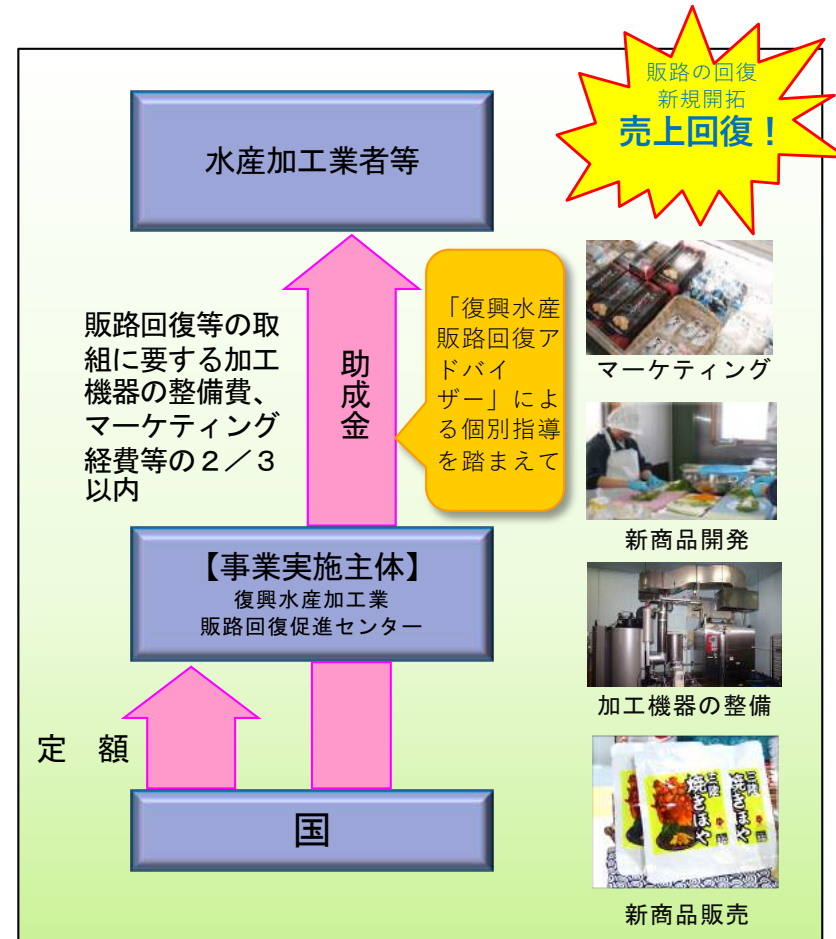 販路の回復
新規開拓
売上回復！
水産加工業者等
販路回復等の取
組に要する加工
機器の整備費、
マーケティング
経費等の２／３
以内
助成金
「復興水産
販路回復ア
ドバイ
ザー」によ
る個別指導
を踏まえて
マーケティング
新商品開発
【事業実施主体】
復興水産加工業
販路回復促進センター
加工機器の整備
定　額
国
三陸
焼きほや
新商品販売